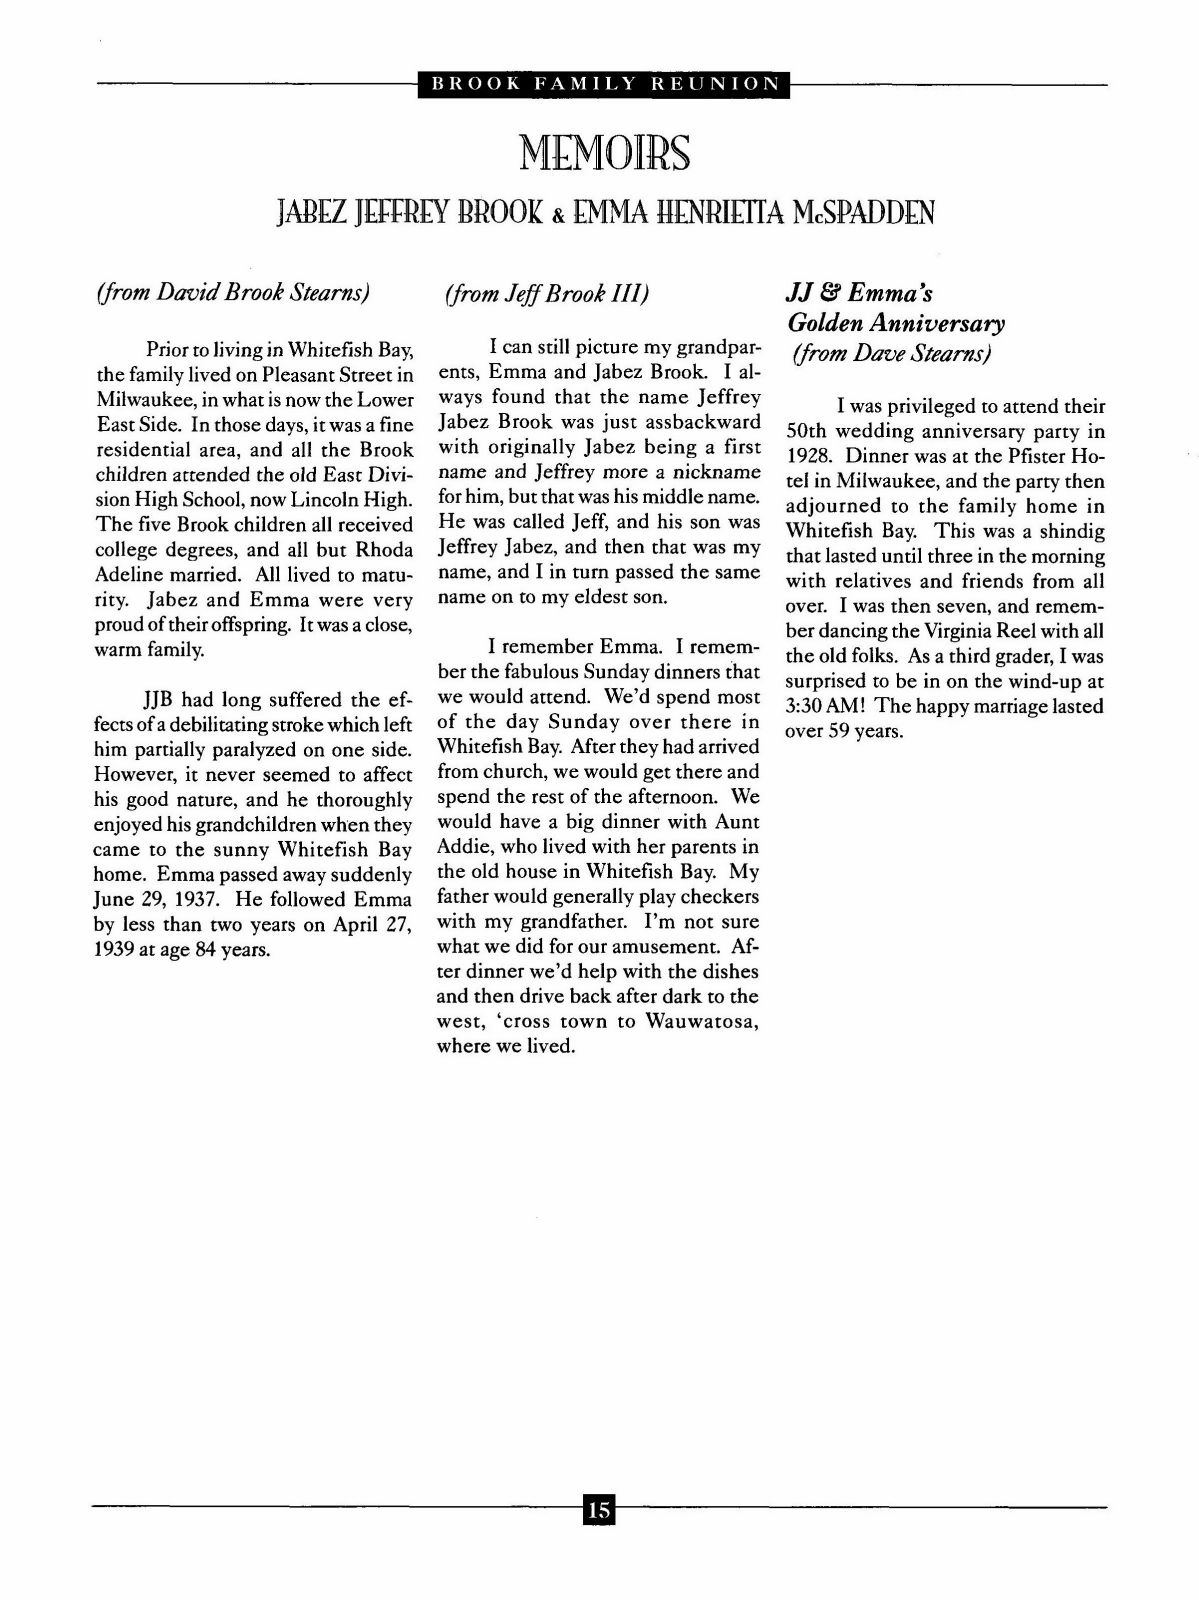 BROOK FAMILY REUNION
MEMOIRS
JABEZ JEFFREY BROOK & EMMA HENRIETTA McSPADDEN
(from David Brook Stearns)
Prior to living in Whitefish Bay,
the family lived on Pleasant Street in
Milwaukee, in what is now the Lower
East Side. In those days, it was a fine
residential area, and all the Brook
children attended the old East Divi-
sion High School, now Lincoln High.
The five Brook children all received
college degrees, and all but Rhoda
Adeline married. All lived to matu-
rity. Jabez and Emma were very
proud of their offspring. It was a close,
warm family.
JJB had long suffered the ef-
fects of a debilitating stroke which left
him partially paralyzed on one side.
However, it never seemed to affect
his good nature, and he thoroughly
enjoyed his grandchildren when they
came to the sunny Whitefish Bay
home. Emma passed away suddenly
June 29, 1937. He followed Emma
by less than two years on April 27,
1939 at age 84 years.
(from Jeff Brook III)
I can still picture my grandpar-
ents, Emma and Jabez Brook. I al-
ways found that the name Jeffrey
Jabez Brook was just assbackward
with originally Jabez being a first
name and Jeffrey more a nickname
for him, but that was his middle name.
He was called Jeff, and his son was
Jeffrey Jabez, and then that was my
name, and I in turn passed the same
name on to my eldest son.
I remember Emma. I remem-
ber the fabulous Sunday dinners that
we would attend. We'd spend most
of the day Sunday over there in
Whitefish Bay. After they had arrived
from church, we would get there and
spend the rest of the afternoon. We
would have a big dinner with Aunt
Addie, who lived with her parents in
the old house in Whitefish Bay. My
father would generally play checkers
with my grandfather. I'm not sure
what we did for our amusement. Af-
ter dinner we'd help with the dishes
and then drive back after dark to the
west, 'cross town to Wauwatosa,
where we lived.
JJ & Emma's
Golden Anniversary
(from Dave Stearns)
I was privileged to attend their
50th wedding anniversary party in
1928. Dinner was at the Pfister Ho-
tel in Milwaukee, and the party then
adjourned to the family home in
Whitefish Bay. This was a shindig
that lasted until three in the morning
with relatives and friends from all
over. I was then seven, and remem-
ber dancing the Virginia Reel with all
the old folks. As a third grader, I was
surprised to be in on the wind-up at
3:30 AM! The happy marriage lasted
over 59 years.
15